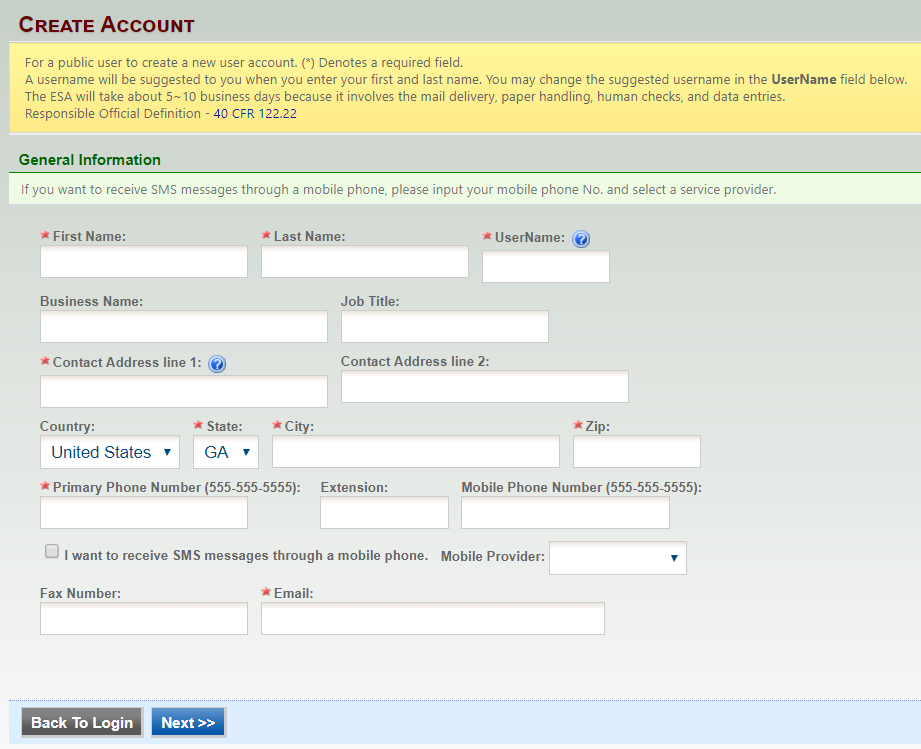 CREATE ACCOUNT
For a public user to create a new user account. (*) Denotes a required field.
A username will be suggested to you when you enter your first and last name. You may change the suggested username in the UserName field below.
The ESA will take about 5~10 business days because it involves the mail delivery, paper handling, human checks, and data entries.
Responsible Official Definition - 40 CFR 122.22
General Information
If you want to receive SMS messages through a mobile phone, please input your mobile phone No. and select a service provider.
* First Name: * Last Name: * UserName: ?
Business Name: Job Title:
* Contact Address line 1: ? Contact Address line 2:
Country: * State: * City: * Zip:
United States ▼ GA ▼
* Primary Phone Number (555-555-5555): Extension: Mobile Phone Number (555-555-5555):
I want to receive SMS messages through a mobile phone. Mobile Provider: ▼
Fax Number: * Email:
Back To Login Next >>